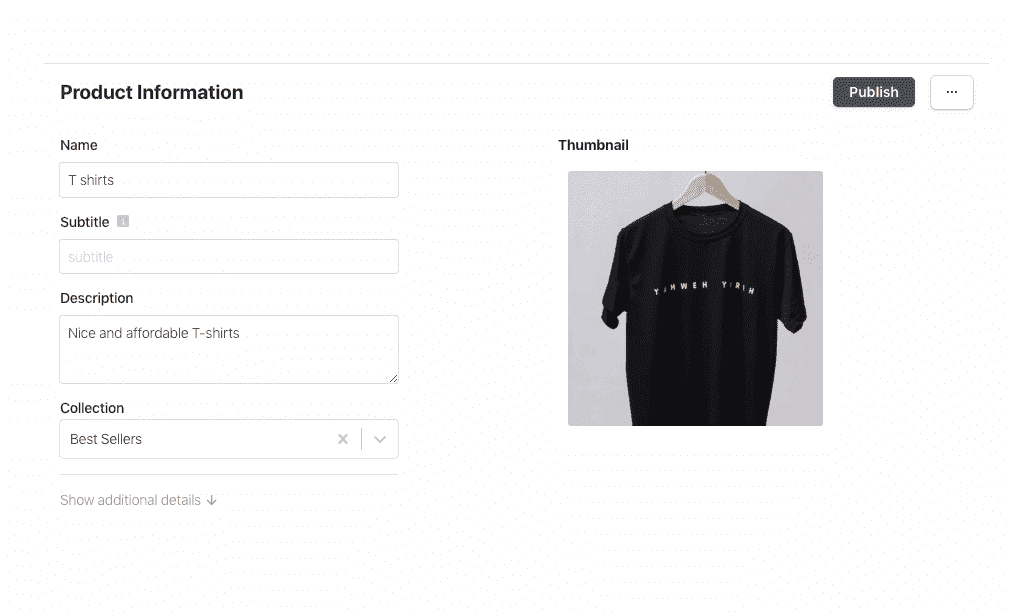 Product Information
Publish
...
Name
T shirts
Subtitle
subtitle
Description
Nice and affordable T-shirts
Collection
Best Sellers
Show additional details ↓
Thumbnail
YAHWEH YIREH